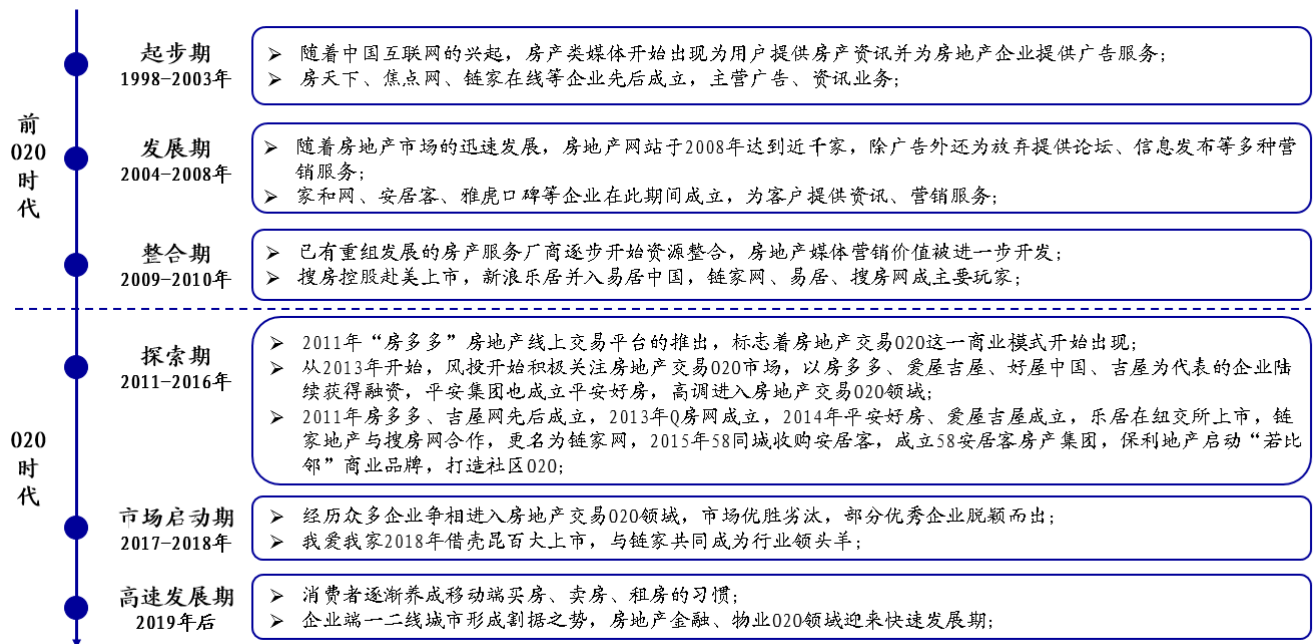 前
O2O
时
代
起步期
1998-2003年
➢ 随着中国互联网的兴起，房产类媒体开始出现为用户提供房产资讯并为房地产企业提供广告服务；
➢ 房天下、焦点网、链家在线等企业先后成立，主营广告、资讯业务；
发展期
2004-2008年
➢ 随着房地产市场的迅速发展，房地产网站于2008年达到近千家，除广告外还为放弃提供论坛、信息发布等多种营
销服务；
➢ 家和网、安居客、雅虎口碑等企业在此期间成立，为客户提供资讯、营销服务；
整合期
2009-2010年
➢ 已有重组发展的房产服务厂商逐步开始资源整合，房地产媒体营销价值被进一步开发；
➢ 搜房控股赴美上市，新浪乐居并入易居中国，链家网、易居、搜房网成主要玩家；
O2O
时
代
探索期
2011-2016年
➢ 2011年“房多多”房地产线上交易平台的推出，标志着房地产交易O2O这一商业模式开始出现；
➢ 从2013年开始，风投开始积极关注房地产交易O2O市场，以房多多、爱屋吉屋、好屋中国、吉屋为代表的企业陆
续获得融资，平安集团也成立平安好房，高调进入房地产交易O2O领域；
➢ 2011年房多多、吉屋网先后成立，2013年Q房网成立，2014年平安好房、爱屋吉屋成立，乐居在纽交所上市，链
家地产与搜房网合作，更名为链家网，2015年58同城收购安居客，成立58安居客房产集团，保利地产启动“若比
邻”商业品牌，打造社区O2O；
市场启动期
2017-2018年
➢ 经历众多企业争相进入房地产交易O2O领域，市场优胜劣汰，部分优秀企业脱颖而出；
➢ 我爱我家2018年借壳昆百大上市，与链家共同成为行业领头羊；
高速发展期
2019年后
➢ 消费者逐渐养成移动端买房、卖房、租房的习惯；
➢ 企业端一二线城市形成割据之势，房地产金融、物业O2O领域迎来快速发展期；